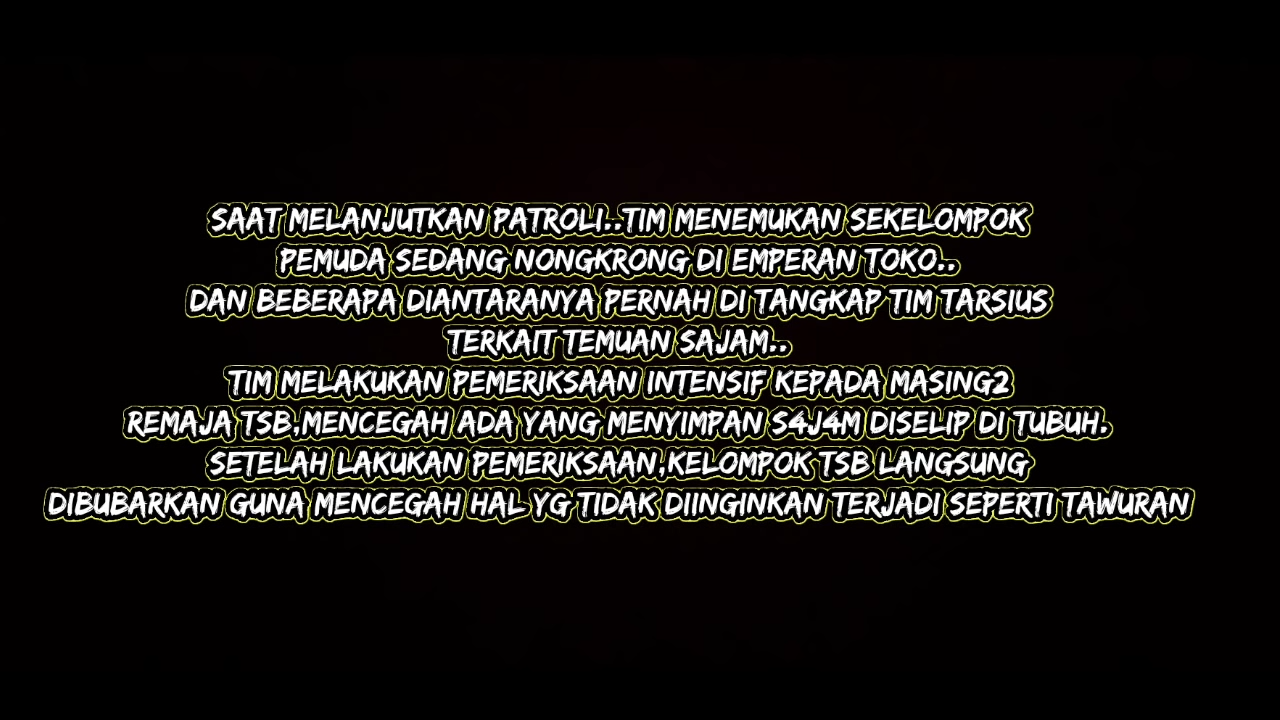 SAAT MELANJUTKAN PATROLI..TIM MENEMUKAN SEKELOMPOK
PEMUDA SEDANG NONGKRONG DI EMPERAN TOKO..
DAN BEBERAPA DIANTARANYA PERNAH DI TANGKAP TIM TARSIUS
TERKAIT TEMUAN SAJAM..
TIM MELAKUKAN PEMERIKSAAN INTENSIF KEPADA MASING2
REMAJA TSB,MENCEGAH ADA YANG MENYIMPAN S4J4M DISELIP DI TUBUH.
SETELAH LAKUKAN PEMERIKSAAN,KELOMPOK TSB LANGSUNG
DIBUBARKAN GUNA MENCEGAH HAL YG TIDAK DIINGINKAN TERJADI SEPERTI TAWURAN